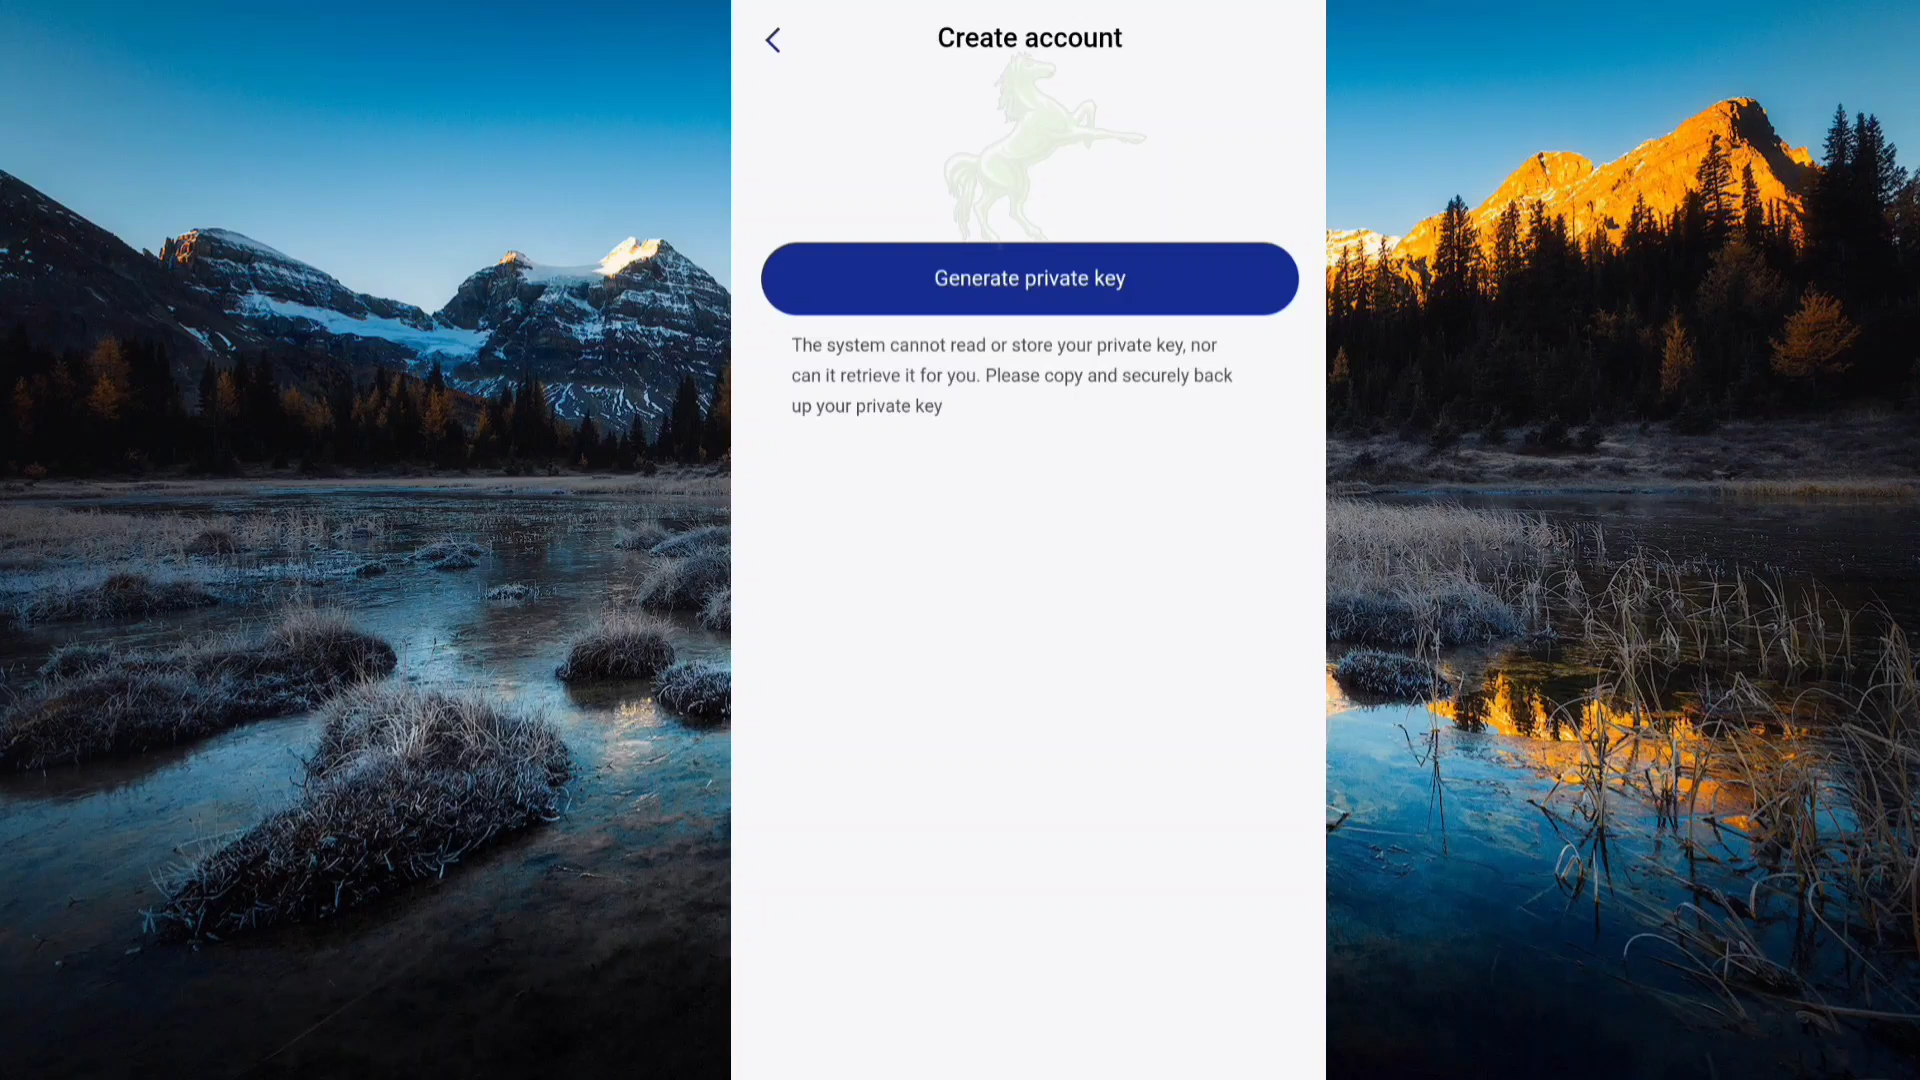 Create account
Generate private key
The system cannot read or store your private key, nor
can it retrieve it for you. Please copy and securely back
up your private key